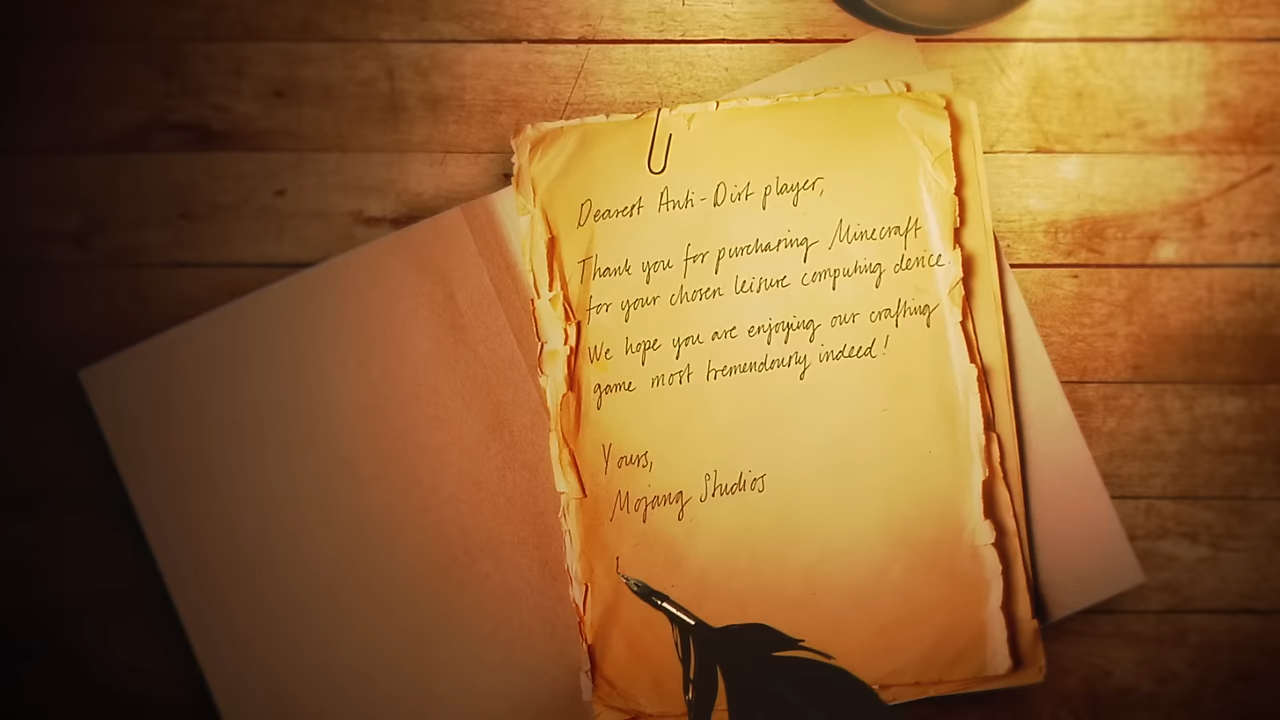 Dearest Anti-Dirt player,
Thank you for purchasing Minecraft
for your chosen leisure computing device.
We hope you are enjoying our crafting
game most tremendously indeed!
Yours,
Mojang Studios